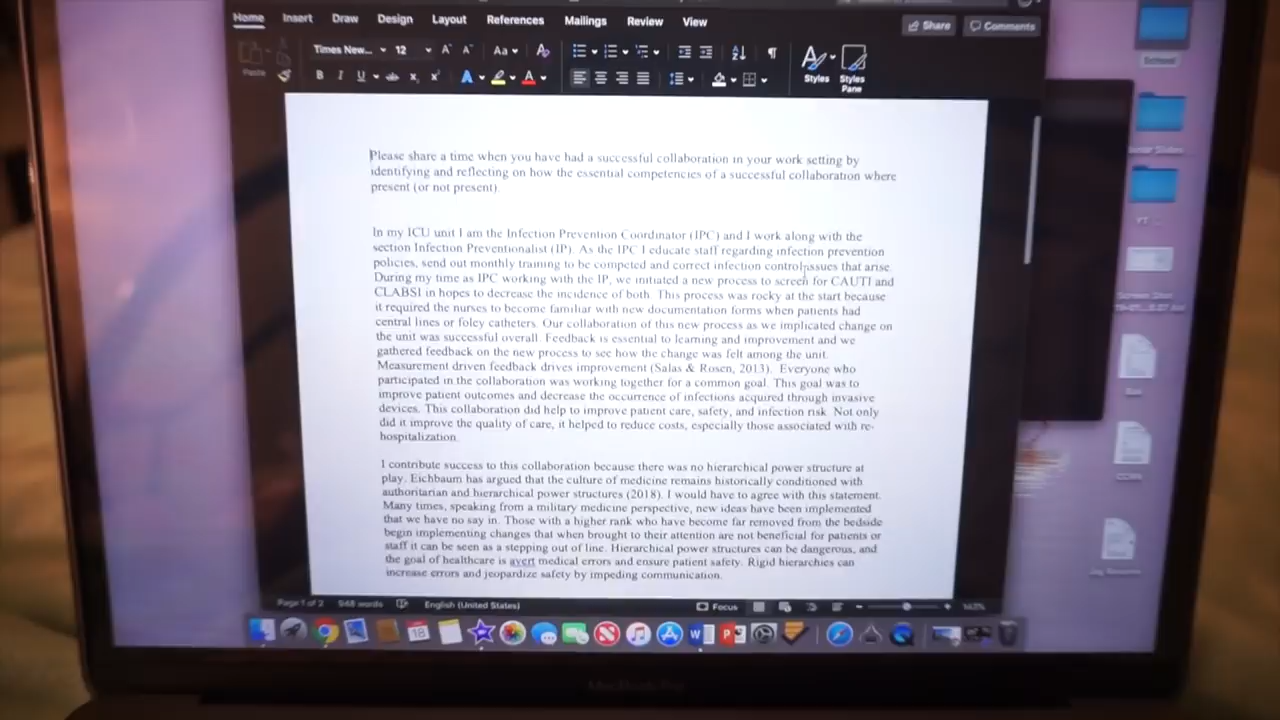 Home Insert Draw Design Layout References Mailings Review View
Share Comments
Times New... 12
Aa
Paste
B I U
Styles Styles Pane
Please share a time when you have had a successful collaboration in your work setting by
identifying and reflecting on how the essential competencies of a successful collaboration where
present (or not present).
In my ICU unit I am the Infection Prevention Coordinator (IPC) and I work along with the
section Infection Preventionalist (IP). As the IPC I educate staff regarding infection prevention
policies, send out monthly training to be competed and correct infection control issues that arise.
During my time as IPC working with the IP, we initiated a new process to screen for CAUTI and
CLABSI in hopes to decrease the incidence of both. This process was rocky at the start because
it required the nurses to become familiar with new documentation forms when patients had
central lines or foley catheters. Our collaboration of this new process as we implicated change on
the unit was successful overall. Feedback is essential to learning and improvement and we
gathered feedback on the new process to see how the change was felt among the unit.
Measurement driven feedback drives improvement (Salas & Rosen, 2013). Everyone who
participated in the collaboration was working together for a common goal. This goal was to
improve patient outcomes and decrease the occurrence of infections acquired through invasive
devices. This collaboration did help to improve patient care, safety, and infection risk. Not only
did it improve the quality of care, it helped to reduce costs, especially those associated with re-
hospitalization.
I contribute success to this collaboration because there was no hierarchical power structure at
play. Eichbaum has argued that the culture of medicine remains historically conditioned with
authoritarian and hierarchical power structures (2018). I would have to agree with this statement.
Many times, speaking from a military medicine perspective, new ideas have been implemented
that we have no say in. Those with a higher rank who have become far removed from the bedside
begin implementing changes that when brought to their attention are not beneficial for patients or
staff it can be seen as a stepping out of line. Hierarchical power structures can be dangerous, and
the goal of healthcare is avert medical errors and ensure patient safety. Rigid hierarchies can
increase errors and jeopardize safety by impeding communication.
Page 1 of 2 948 words English (United States) Focus
18
MacBook Pro